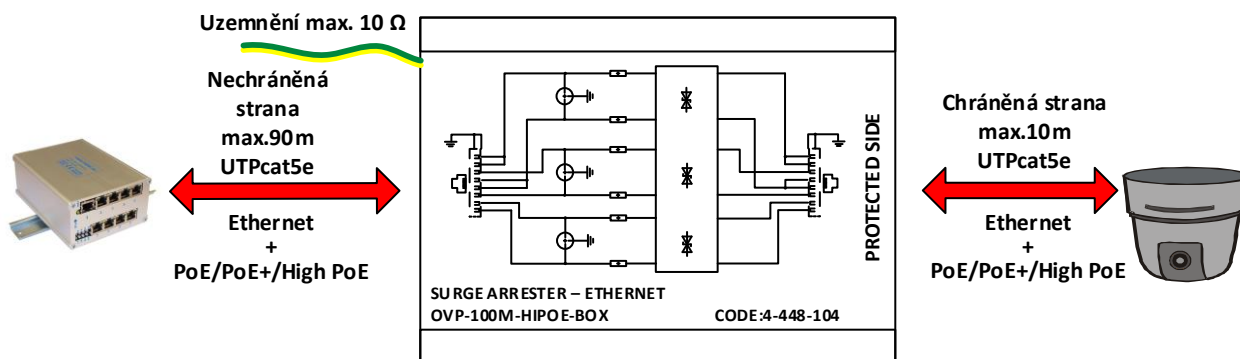 Uzemnění max. 10 Ω
Nechráněná
strana
max.90m
UTPcat5e
Ethernet
+
PoE/PoE+/High PoE
SURGE ARRESTER – ETHERNET
OVP-100M-HIPOE-BOX CODE:4-448-104
PROTECTED SIDE
Chráněná strana
max.10m
UTPcat5e
Ethernet
+
PoE/PoE+/High PoE